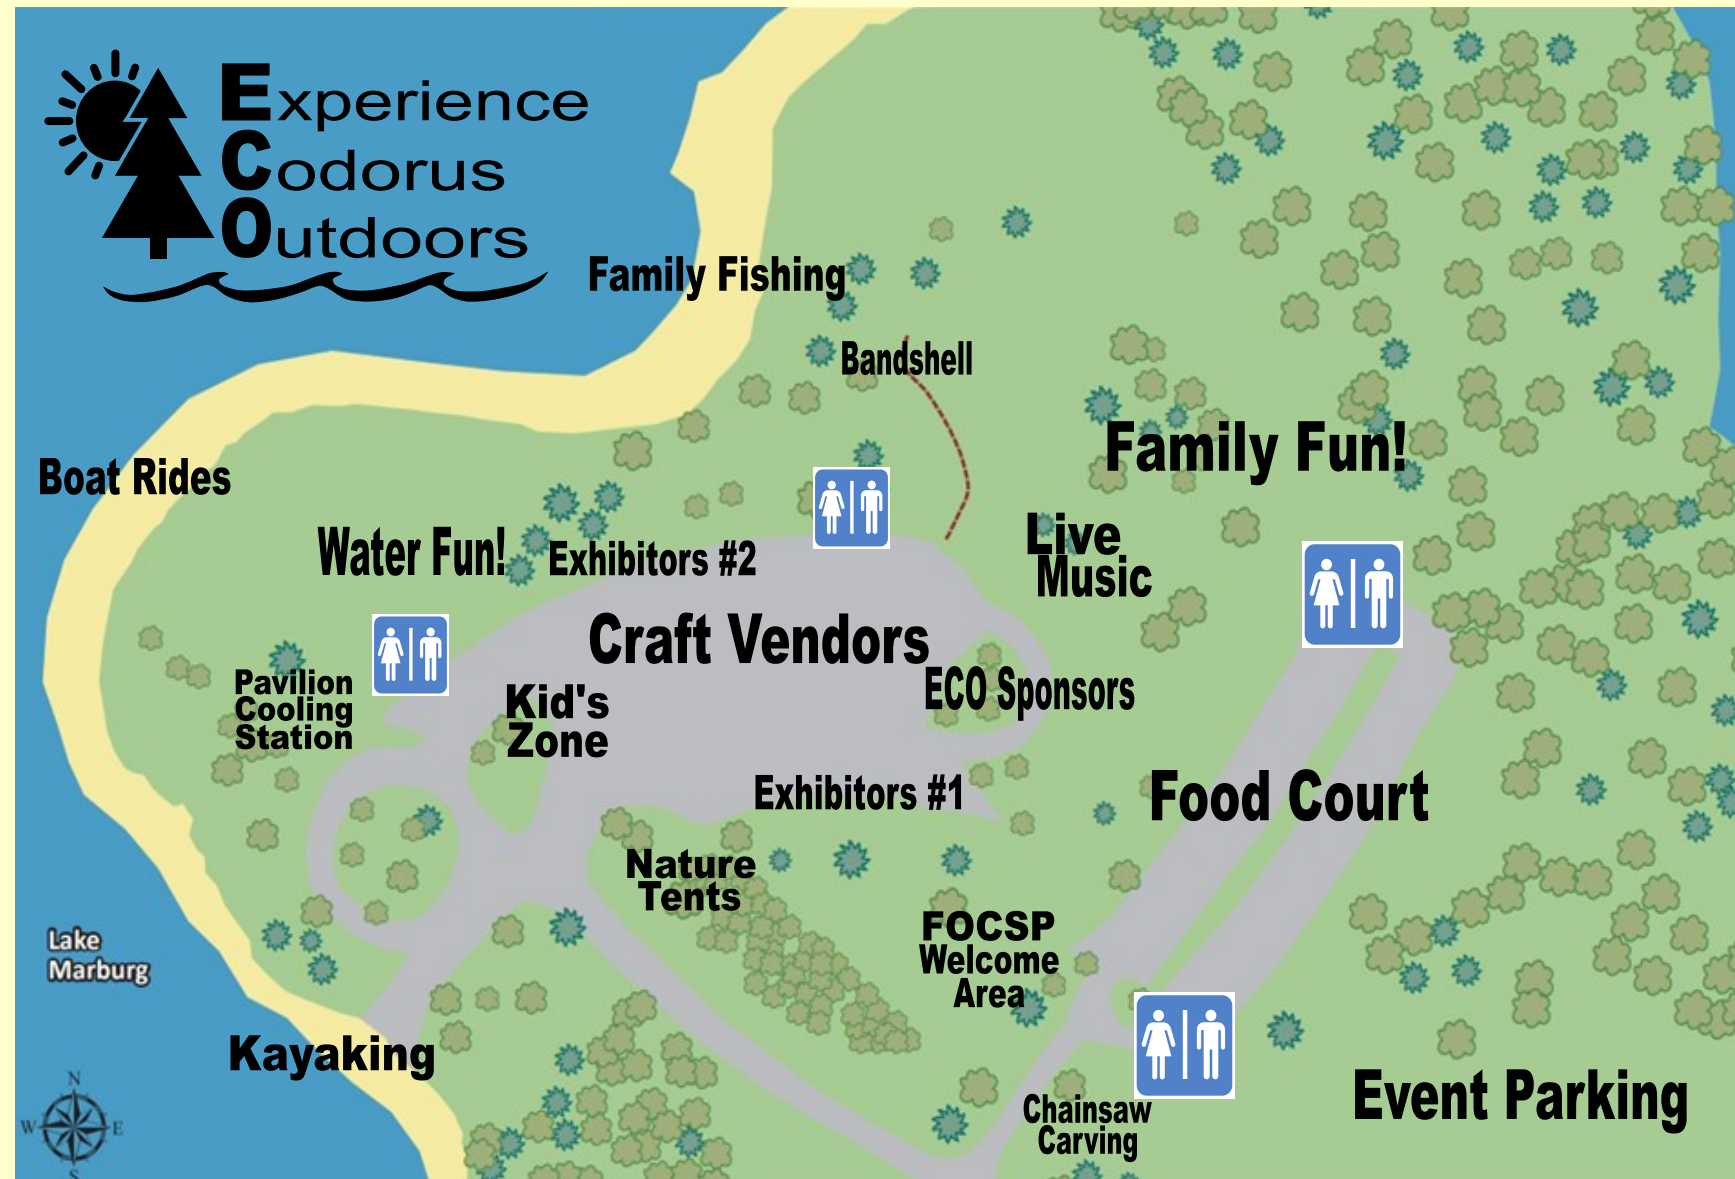 Experience
Codorus
Outdoors
Family Fishing
Bandshell
Family Fun!
Boat Rides
Live
Music
Water Fun!
Exhibitors #2
Craft Vendors
ECO Sponsors
Pavilion
Cooling
Station
Kid's
Zone
Exhibitors #1
Food Court
Nature
Tents
FOCSP
Welcome
Area
Lake
Marburg
Kayaking
Event Parking
Chainsaw
Carving
N
W E
S